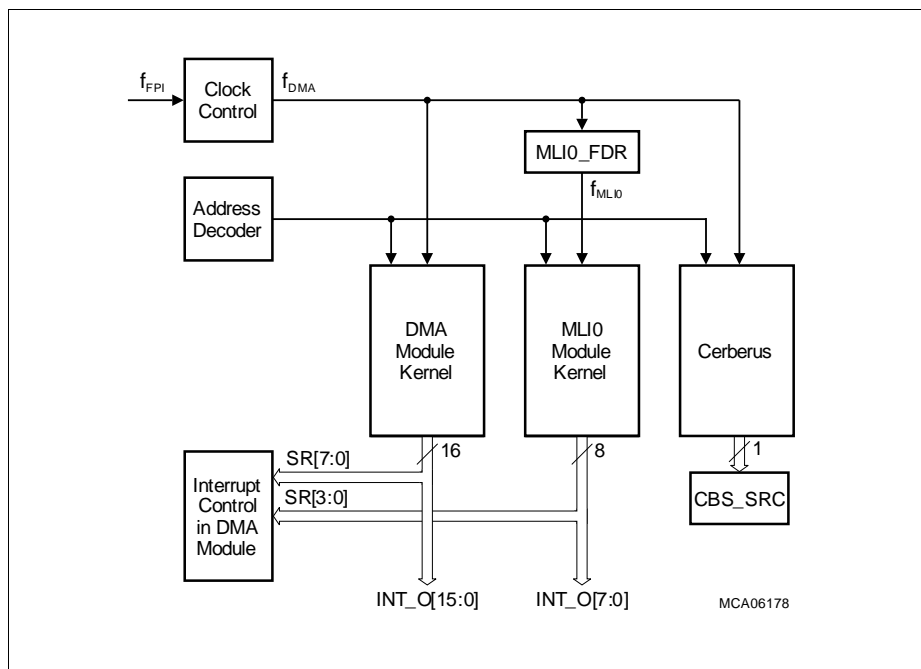 fFPI
Clock
Control
fDMA
MLI0_FDR
fMLI0
Address
Decoder
DMA
Module
Kernel
MLI0
Module
Kernel
Cerberus
16
8
1
SR[7:0]
SR[3:0]
Interrupt
Control
in DMA
Module
CBS_SRC
INT_O[15:0]
INT_O[7:0]
MCA06178